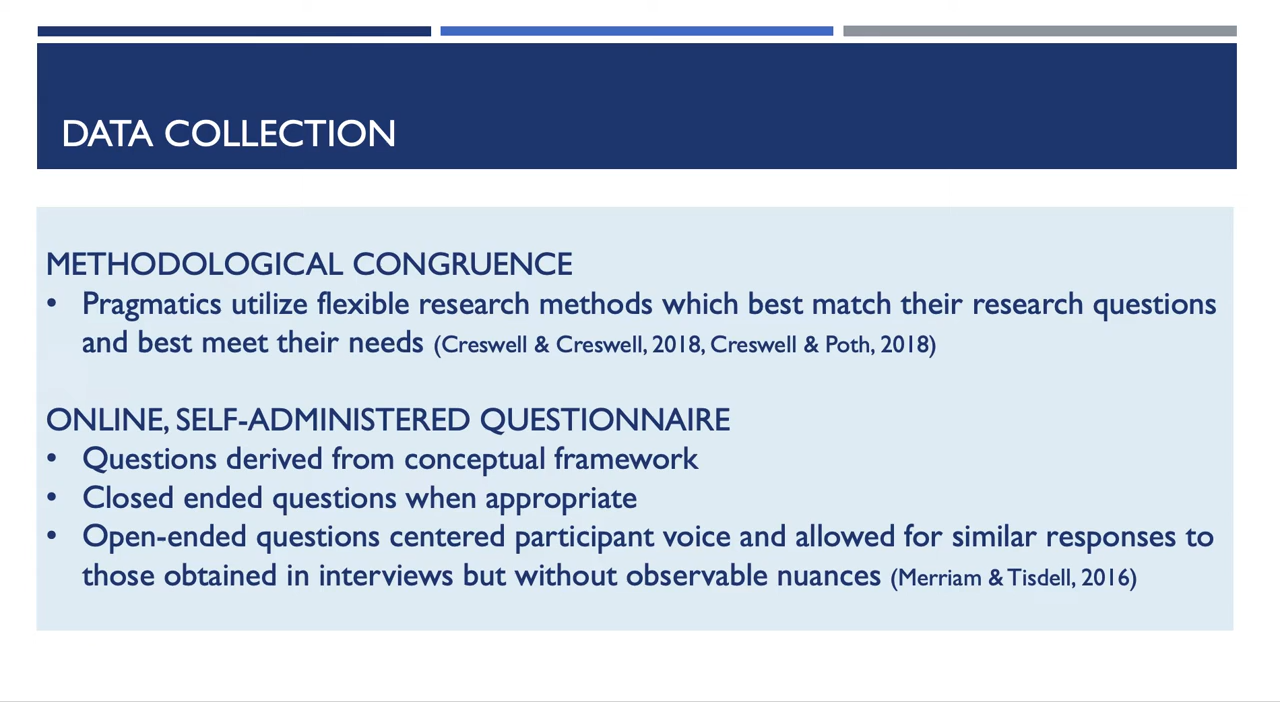 DATA COLLECTION
METHODOLOGICAL CONGRUENCE
• Pragmatics utilize flexible research methods which best match their research questions
and best meet their needs (Creswell & Creswell, 2018, Creswell & Poth, 2018)
ONLINE, SELF-ADMINISTERED QUESTIONNAIRE
• Questions derived from conceptual framework
• Closed ended questions when appropriate
• Open-ended questions centered participant voice and allowed for similar responses to
those obtained in interviews but without observable nuances (Merriam & Tisdell, 2016)